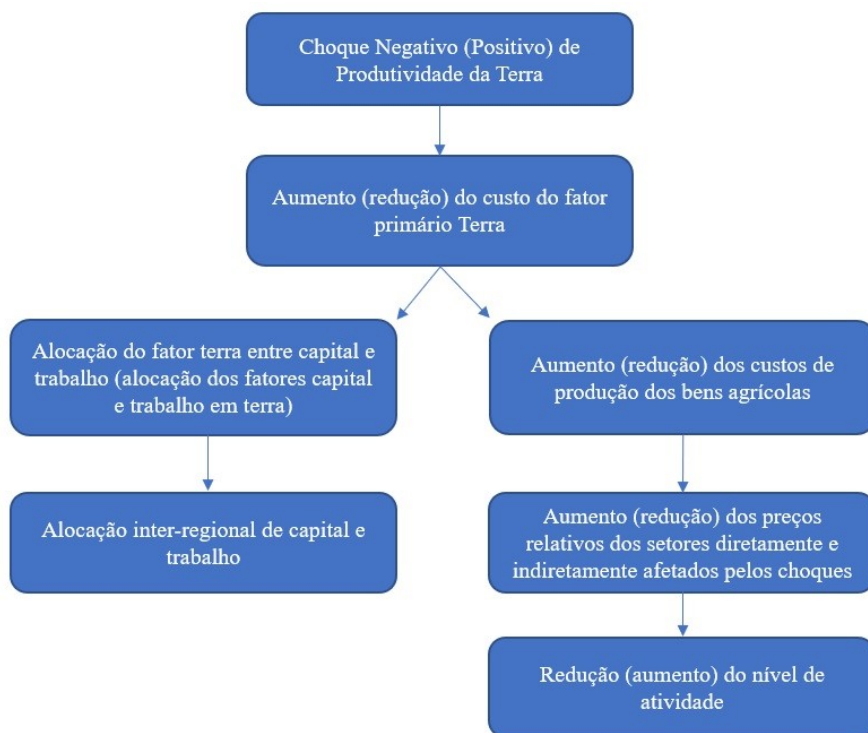 Choque Negativo (Positivo) de
Produtividade da Terra
Aumento (redução) do custo do fator
primário Terra
Alocação do fator terra entre capital e
trabalho (alocação dos fatores capital
e trabalho em terra)
Alocação inter-regional de capital e
trabalho
Aumento (redução) dos custos de
produção dos bens agrícolas
Aumento (redução) dos preços
relativos dos setores diretamente e
indiretamente afetados pelos choques
Redução (aumento) do nível de
atividade